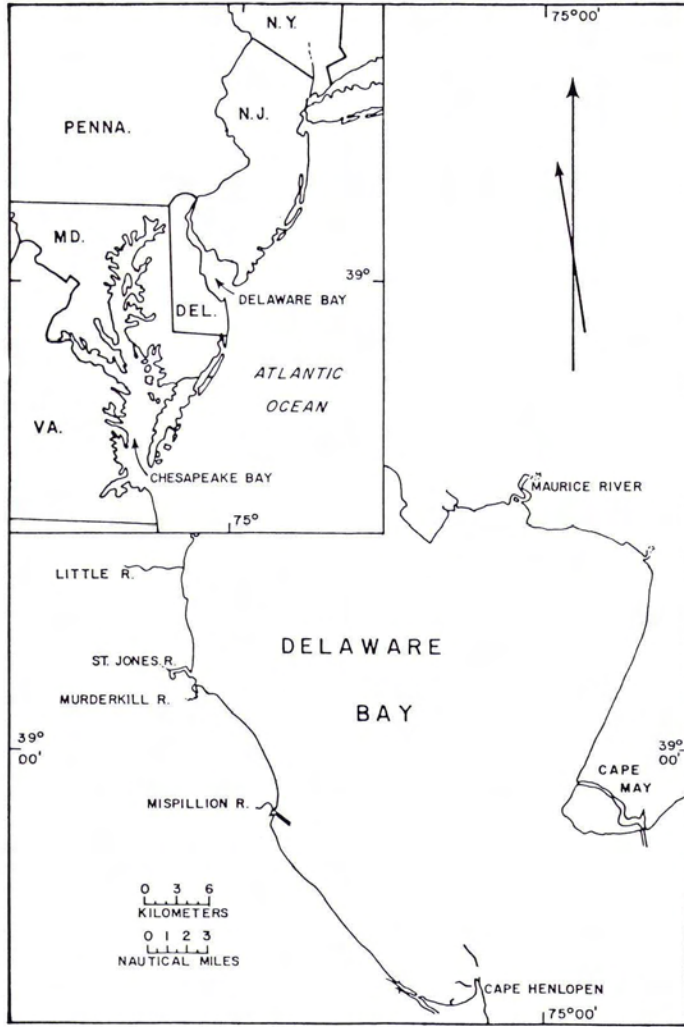 N.Y.
75°00'
N.J.
PENNA.
MD.
39°
DELAWARE BAY
DEL.
ATLANTIC
OCEAN
VA.
CHESAPEAKE BAY
75°
MAURICE RIVER
LITTLE R.
DELAWARE
BAY
ST. JONES R.
MURDERKILL R.
39°
00'
39°
00'
CAPE
MAY
MISPILLION R.
0 3 6
KILOMETERS
0 1 2 3
NAUTICAL MILES
CAPE HENLOPEN
75°00'